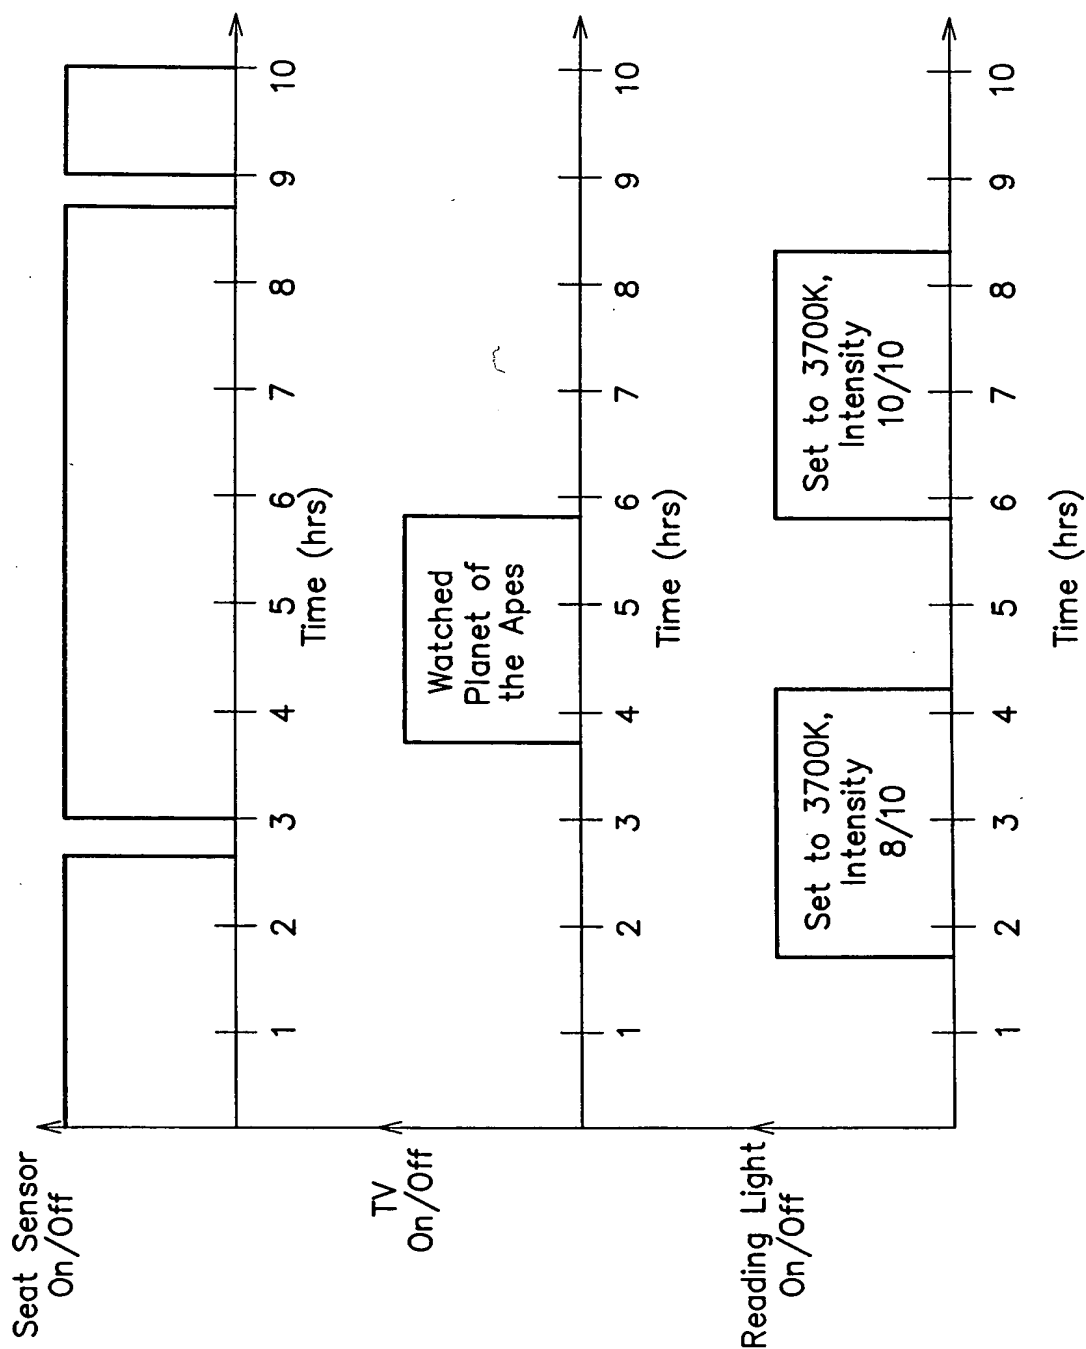 Seat Sensor
On/Off
1 2 3 4 5 6 7 8 9 10
Time (hrs)
TV
On/Off
Watched
Planet of
the Apes
1 2 3 4 5 6 7 8 9 10
Time (hrs)
Reading Light
On/Off
Set to 3700K,
Intensity
8/10
Set to 3700K,
Intensity
10/10
1 2 3 4 5 6 7 8 9 10
Time (hrs)